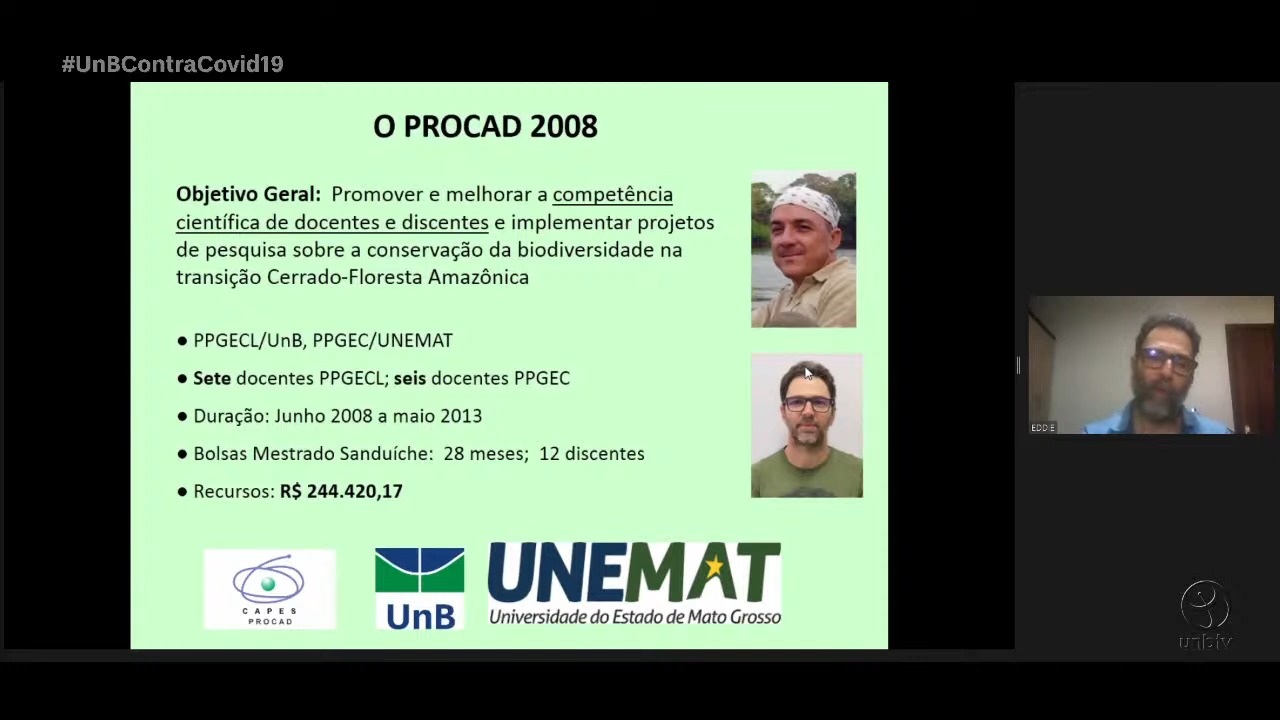 #UnBContraCovid19
O PROCAD 2008
Objetivo Geral: Promover e melhorar a competência
científica de docentes e discentes e implementar projetos
de pesquisa sobre a conservação da biodiversidade na
transição Cerrado-Floresta Amazônica
● PPGECL/UnB, PPGEC/UNEMAT
● Sete docentes PPGECL; seis docentes PPGEC
● Duração: Junho 2008 a maio 2013
● Bolsas Mestrado Sanduíche: 28 meses; 12 discentes
● Recursos: R$ 244.420,17
CAPES
PROCAD
UnB
UNEMAT
Universidade do Estado de Mato Grosso
EDDIE
unbtv